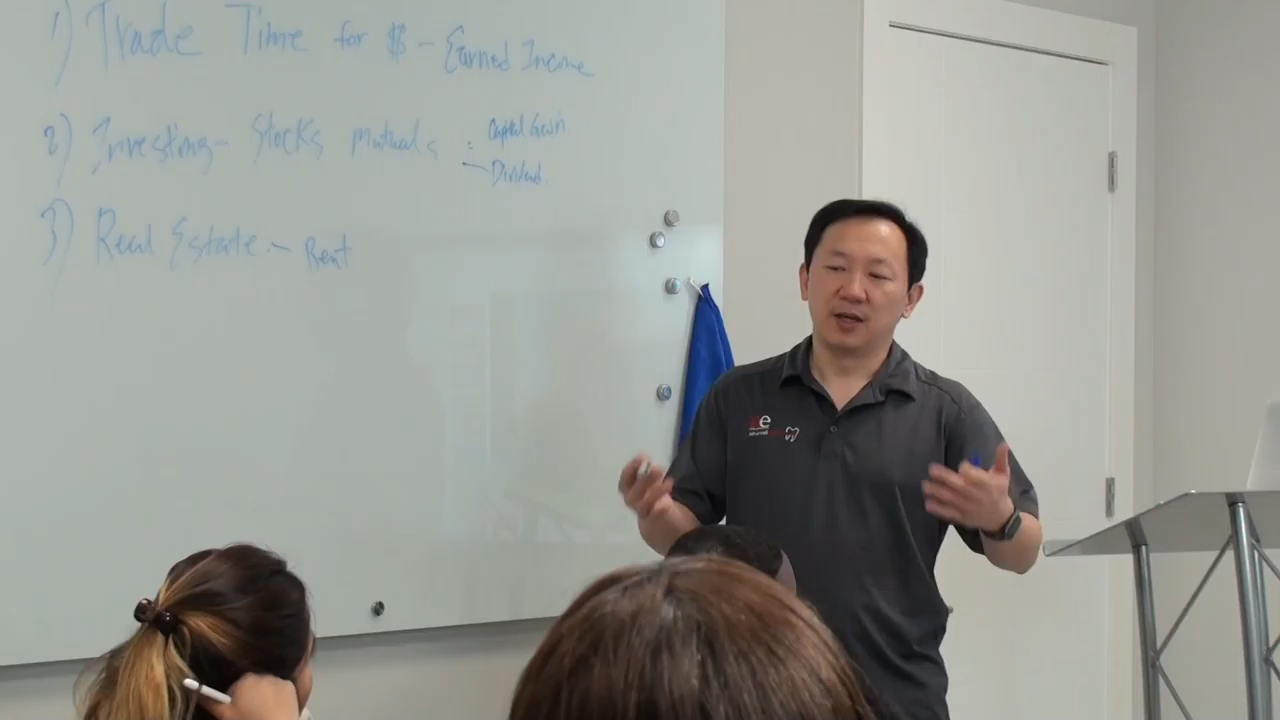 1) Trade Time for $ - Earned Income
2) Investing - Stocks Mutuals : Capital Gain
- Dividend.
3) Real Estate - Rent